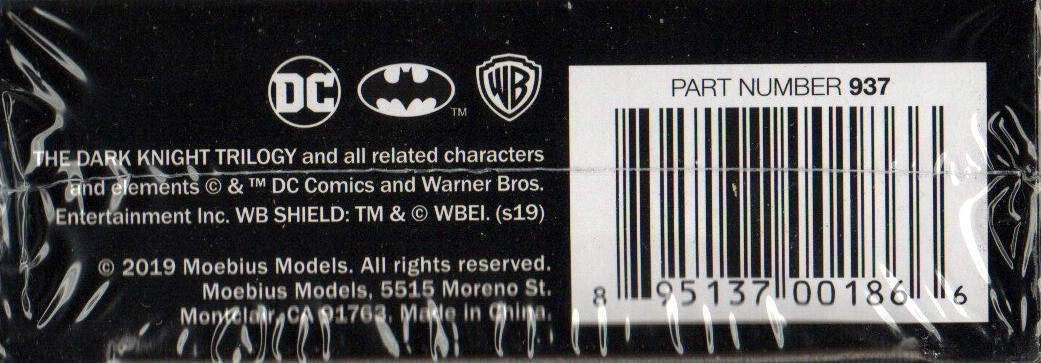 DC
TM
WB
THE DARK KNIGHT TRILOGY and all related characters
and elements © & ™ DC Comics and Warner Bros.
Entertainment Inc. WB SHIELD: TM & © WBEI. (s19)
© 2019 Moebius Models. All rights reserved.
Moebius Models, 5515 Moreno St.
Montclair, CA 91763, Made in China.
PART NUMBER 937
8 95137 00186 6